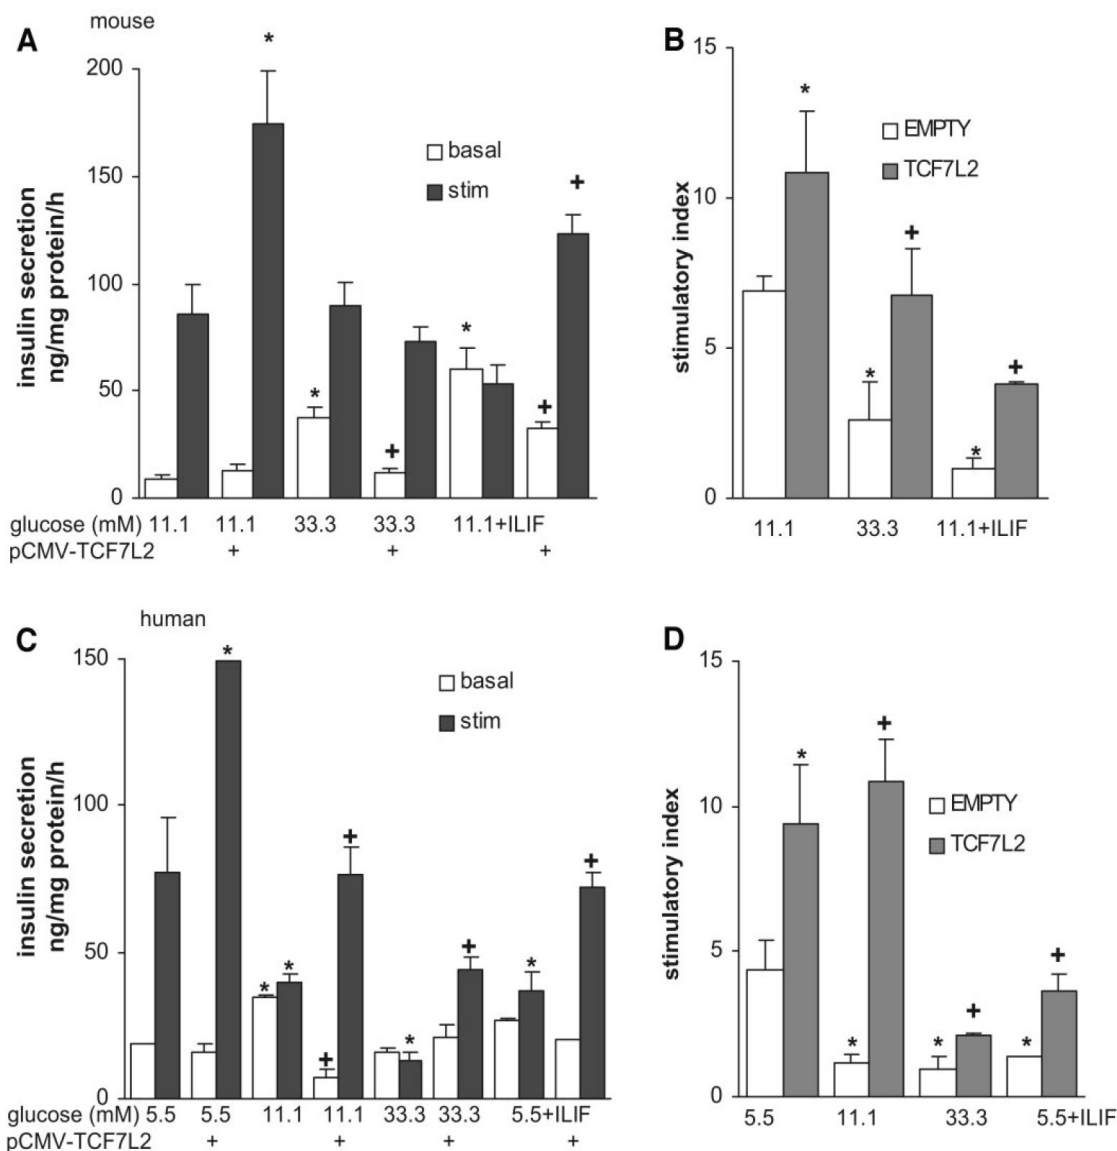 A mouse
* 
200
basal
stim
150
+
*
insulin secretion
ng/mg protein/h
100
*
+
50
+
0
glucose (mM) 11.1 11.1 33.3 33.3 11.1+ILIF
pCMV-TCF7L2 + + +
B
15
*
EMPTY
TCF7L2
+
10
stimulatory index
*
+
5
*
0
11.1 33.3 11.1+ILIF
C human
150
*
basal
stim
insulin secretion
ng/mg protein/h
100
+ +
+
50
* * *
*
+
0
glucose (mM) 5.5 5.5 11.1 11.1 33.3 33.3 5.5+ILIF
pCMV-TCF7L2 + + + +
D
15
* +
EMPTY
TCF7L2
10
stimulatory index
+
5
+
* * *
0
5.5 11.1 33.3 5.5+ILIF